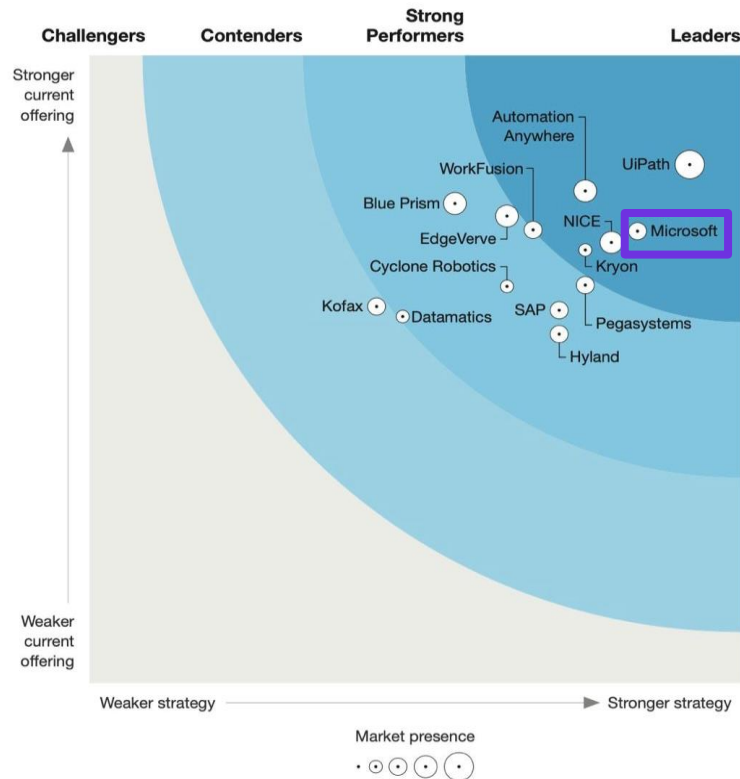 Challengers
Contenders
Strong
Performers
Leaders
Stronger
current
offering
Automation
Anywhere
UiPath
WorkFusion
Blue Prism
NICE
Microsoft
EdgeVerve
Cyclone Robotics
Kryon
Kofax
Datamatics
SAP
Pegasystems
Hyland
Weaker
current
offering
Weaker strategy
Stronger strategy
Market presence